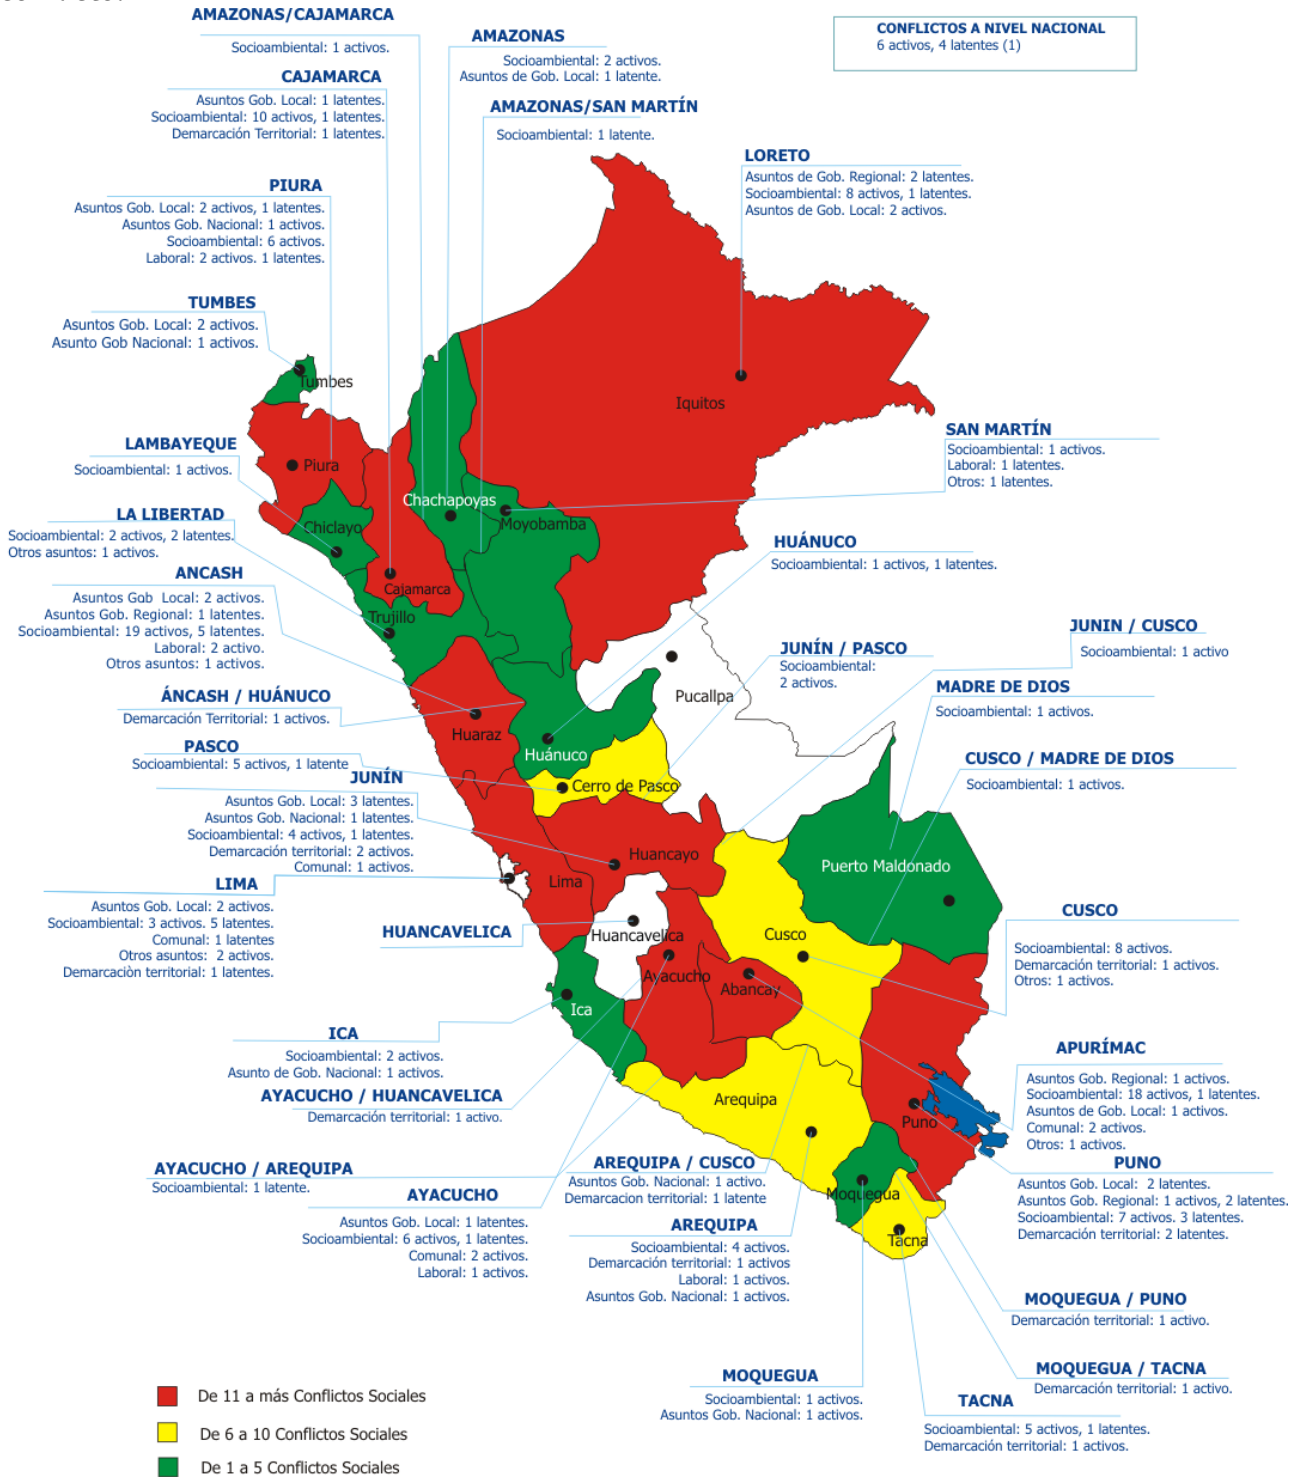 AMAZONAS/CAJAMARCA
Socioambiental: 1 activos.
AMAZONAS
Socioambiental: 2 activos.
Asuntos de Gob. Local: 1 latente.
CONFLICTOS A NIVEL NACIONAL
6 activos, 4 latentes (1)
CAJAMARCA
Asuntos Gob. Local: 1 latentes.
Socioambiental: 10 activos, 1 latentes.
Demarcación Territorial: 1 latentes.
AMAZONAS/SAN MARTÍN
Socioambiental: 1 latente.
LORETO
Asuntos de Gob. Regional: 2 latentes.
Socioambiental: 8 activos, 1 latentes.
Asuntos de Gob. Local: 2 activos.
PIURA
Asuntos Gob. Local: 2 activos, 1 latentes.
Asuntos Gob. Nacional: 1 activos.
Socioambiental: 6 activos.
Laboral: 2 activos. 1 latentes.
TUMBES
Asuntos Gob. Local: 2 activos.
Asunto Gob Nacional: 1 activos.
Tumbes
Iquitos
LAMBAYEQUE
Socioambiental: 1 activos.
Piura
SAN MARTÍN
Socioambiental: 1 activos.
Laboral: 1 latentes.
Otros: 1 latentes.
Chachapoyas
Moyobamba
LA LIBERTAD
Socioambiental: 2 activos, 2 latentes.
Otros asuntos: 1 activos.
Chiclayo
HUÁNUCO
Socioambiental: 1 activos, 1 latentes.
ANCASH
Asuntos Gob Local: 2 activos.
Asuntos Gob. Regional: 1 latentes.
Socioambiental: 19 activos, 5 latentes.
Laboral: 2 activo.
Otros asuntos: 1 activos.
Cajamarca
Trujillo
JUNÍN / PASCO
Socioambiental:
2 activos.
JUNIN / CUSCO
Socioambiental: 1 activo
Pucallpa
MADRE DE DIOS
Socioambiental: 1 activos.
ÁNCASH / HUÁNUCO
Demarcación Territorial: 1 activos.
Huaraz
Huánuco
PASCO
Socioambiental: 5 activos, 1 latente
CUSCO / MADRE DE DIOS
Socioambiental: 1 activos.
Cerro de Pasco
JUNÍN
Asuntos Gob. Local: 3 latentes.
Asuntos Gob. Nacional: 1 latentes.
Socioambiental: 4 activos, 1 latentes.
Demarcación territorial: 2 activos.
Comunal: 1 activos.
Huancayo
Puerto Maldonado
Lima
LIMA
Asuntos Gob. Local: 2 activos.
Socioambiental: 3 activos. 5 latentes.
Comunal: 1 latentes
Otros asuntos: 2 activos.
Demarcaciòn territorial: 1 latentes.
HUANCAVELICA
Huancavelica
Cusco
CUSCO
Socioambiental: 8 activos.
Demarcación territorial: 1 activos.
Otros: 1 activos.
Ayacucho
Abancay
Ica
ICA
Socioambiental: 2 activos.
Asunto de Gob. Nacional: 1 activos.
APURÍMAC
Asuntos Gob. Regional: 1 activos.
Socioambiental: 18 activos, 1 latentes.
Asuntos de Gob. Local: 1 activos.
Comunal: 2 activos.
Otros: 1 activos.
AYACUCHO / HUANCAVELICA
Demarcación territorial: 1 activo.
Arequipa
Puno
AYACUCHO / AREQUIPA
Socioambiental: 1 latente.
AREQUIPA / CUSCO
Asuntos Gob. Nacional: 1 activo.
Demarcacion territorial: 1 latente
PUNO
Asuntos Gob. Local: 2 latentes.
Asuntos Gob. Regional: 1 activos, 2 latentes.
Socioambiental: 7 activos. 3 latentes.
Demarcación territorial: 2 latentes.
AYACUCHO
Asuntos Gob. Local: 1 latentes.
Socioambiental: 6 activos, 1 latentes.
Comunal: 2 activos.
Laboral: 1 activos.
Moquegua
Tacna
AREQUIPA
Socioambiental: 4 activos.
Demarcación territorial: 1 activos
Laboral: 1 activos.
Asuntos Gob. Nacional: 1 activos.
MOQUEGUA / PUNO
Demarcación territorial: 1 activo.
MOQUEGUA / TACNA
Demarcación territorial: 1 activo.
MOQUEGUA
Socioambiental: 1 activos.
Asuntos Gob. Nacional: 1 activos.
TACNA
Socioambiental: 5 activos, 1 latentes.
Demarcación territorial: 1 activos.
De 11 a más Conflictos Sociales
De 6 a 10 Conflictos Sociales
De 1 a 5 Conflictos Sociales